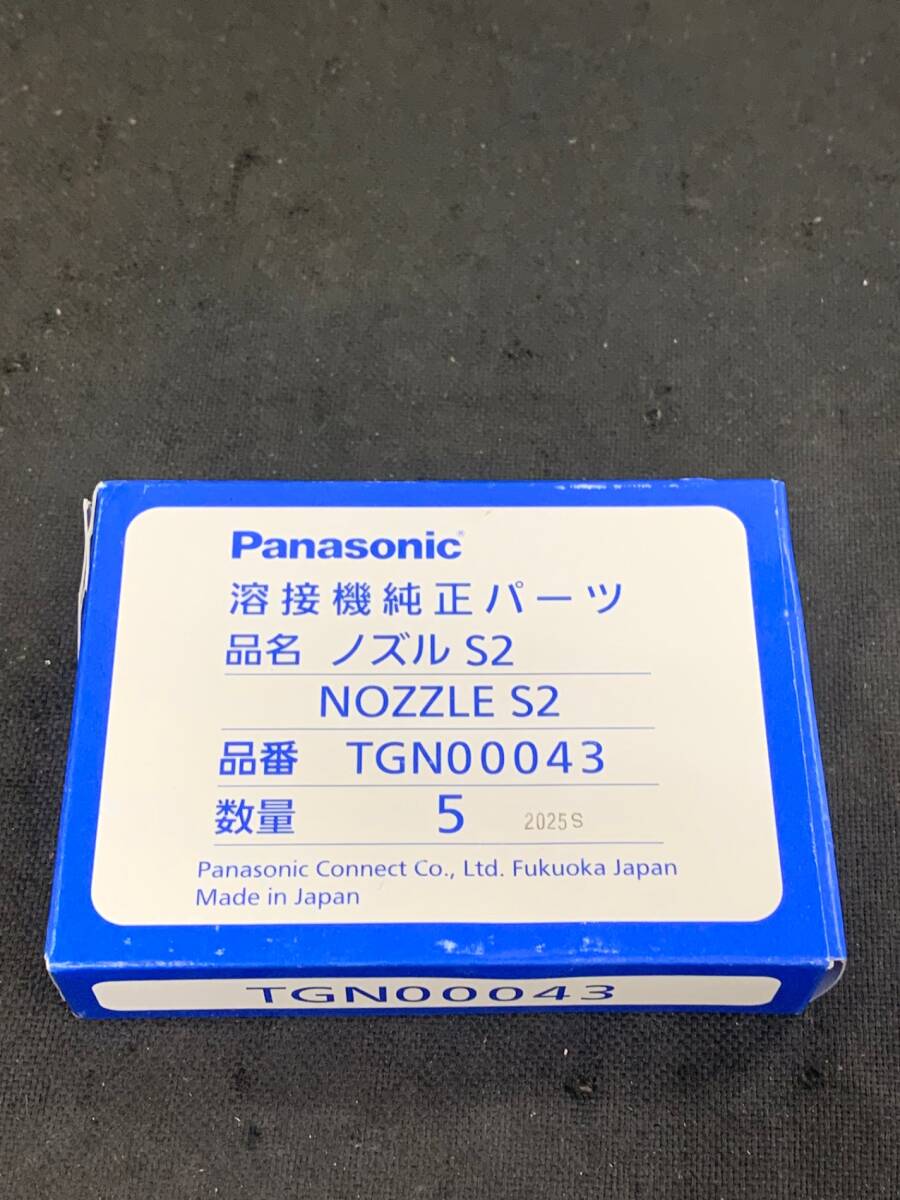 Panasonic
溶接機純正パーツ
品名 ノズル S2
NOZZLE S2
品番 TGN00043
数量 5 2025S
Panasonic Connect Co., Ltd. Fukuoka Japan
Made in Japan
TGN00043